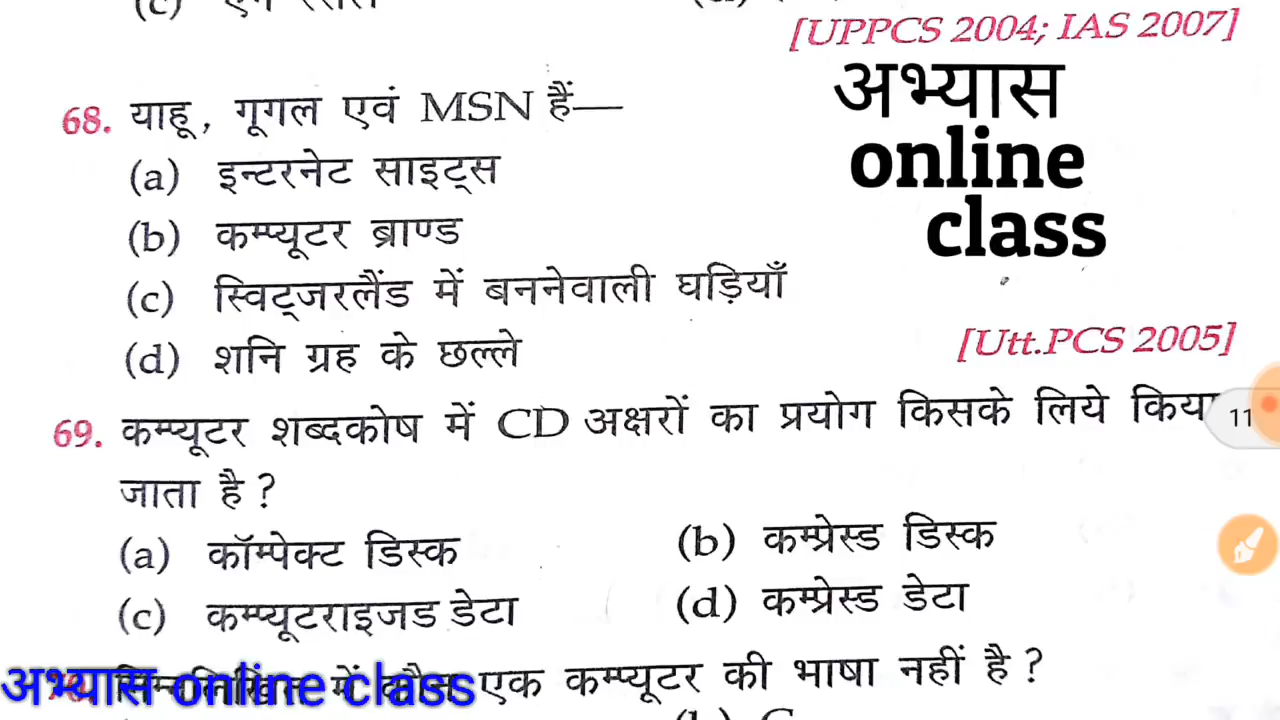 [UPPCS 2004; IAS 2007]
अभ्यास
online
class
68. याहू, गूगल एवं MSN हैं—
(a) इन्टरनेट साइट्स
(b) कम्प्यूटर ब्राण्ड
(c) स्विट्जरलैंड में बननेवाली घड़ियाँ
(d) शनि ग्रह के छल्ले
[Utt.PCS 2005]
69. कम्प्यूटर शब्दकोष में CD अक्षरों का प्रयोग किसके लिये किया
11
जाता है ?
(a) कॉम्पेक्ट डिस्क
(b) कम्प्रेस्ड डिस्क
(c) कम्प्यूटराइजड डेटा
(d) कम्प्रेस्ड डेटा
अभ्यास online class
में कौन एक कम्प्यूटर की भाषा नहीं है ?